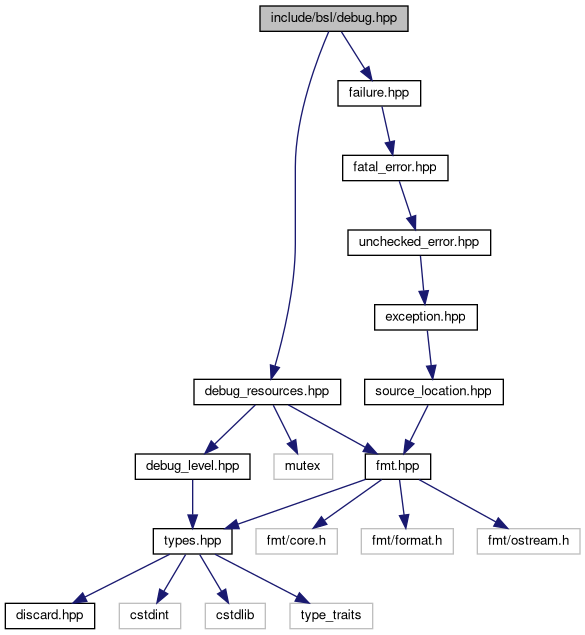 include/bsl/debug.hpp
failure.hpp
fatal_error.hpp
unchecked_error.hpp
exception.hpp
debug_resources.hpp
source_location.hpp
debug_level.hpp
mutex
fmt.hpp
types.hpp
fmt/core.h
fmt/format.h
fmt/ostream.h
discard.hpp
cstdint
cstdlib
type_traits